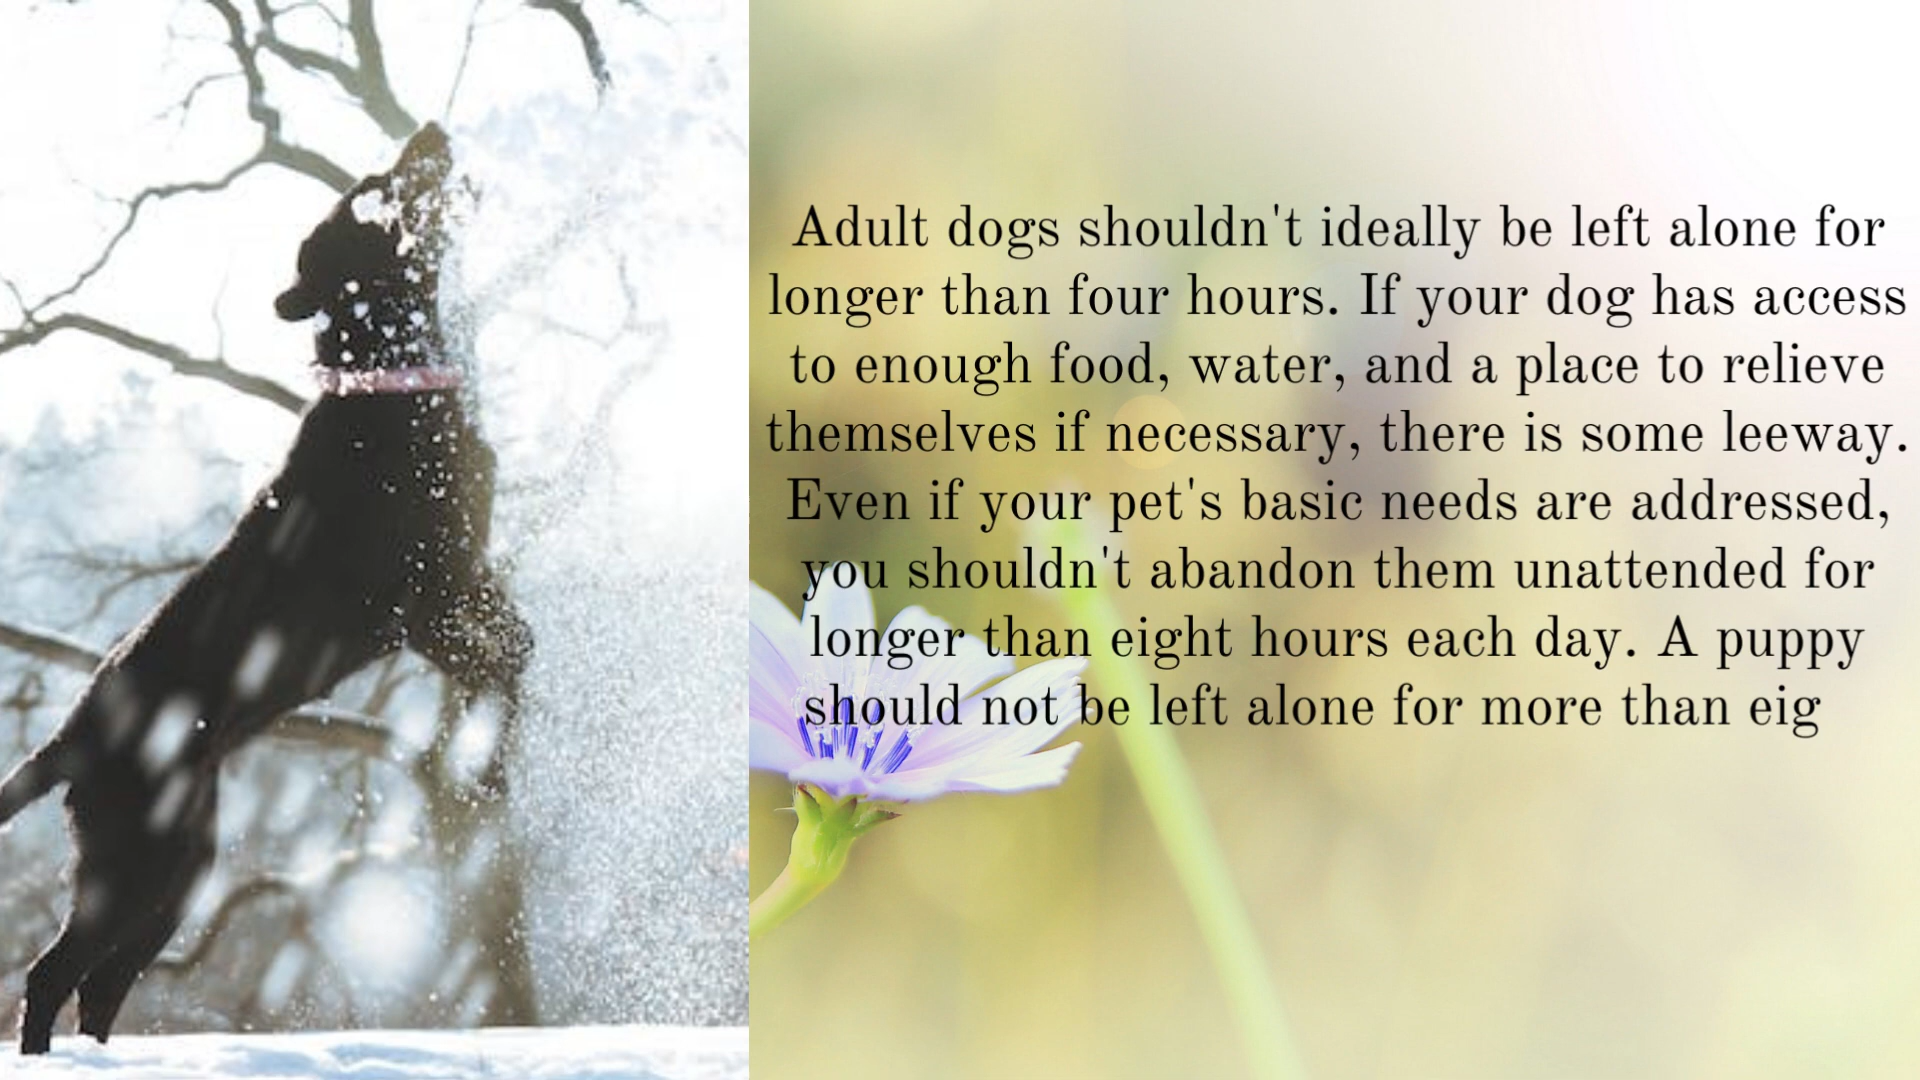 Adult dogs shouldn't ideally be left alone for
longer than four hours. If your dog has access
to enough food, water, and a place to relieve
themselves if necessary, there is some leeway.
Even if your pet's basic needs are addressed,
you shouldn't abandon them unattended for
longer than eight hours each day. A puppy
should not be left alone for more than eig